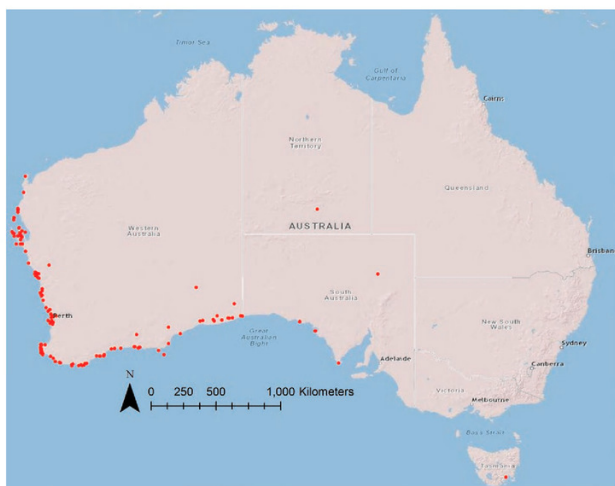 Timor Sea
Gulf of
Carpentaria
Cairns
Northern
Territory
Queensland
Western
Australia
AUSTRALIA
Brisban
South
Australia
Perth
Great
Australian
Bight
New South
Wales
Sydney
Adelaide
Canberra
N
Victoria
Melbourne
0 250 500 1,000 Kilometers
Bass Strait
Tasmania